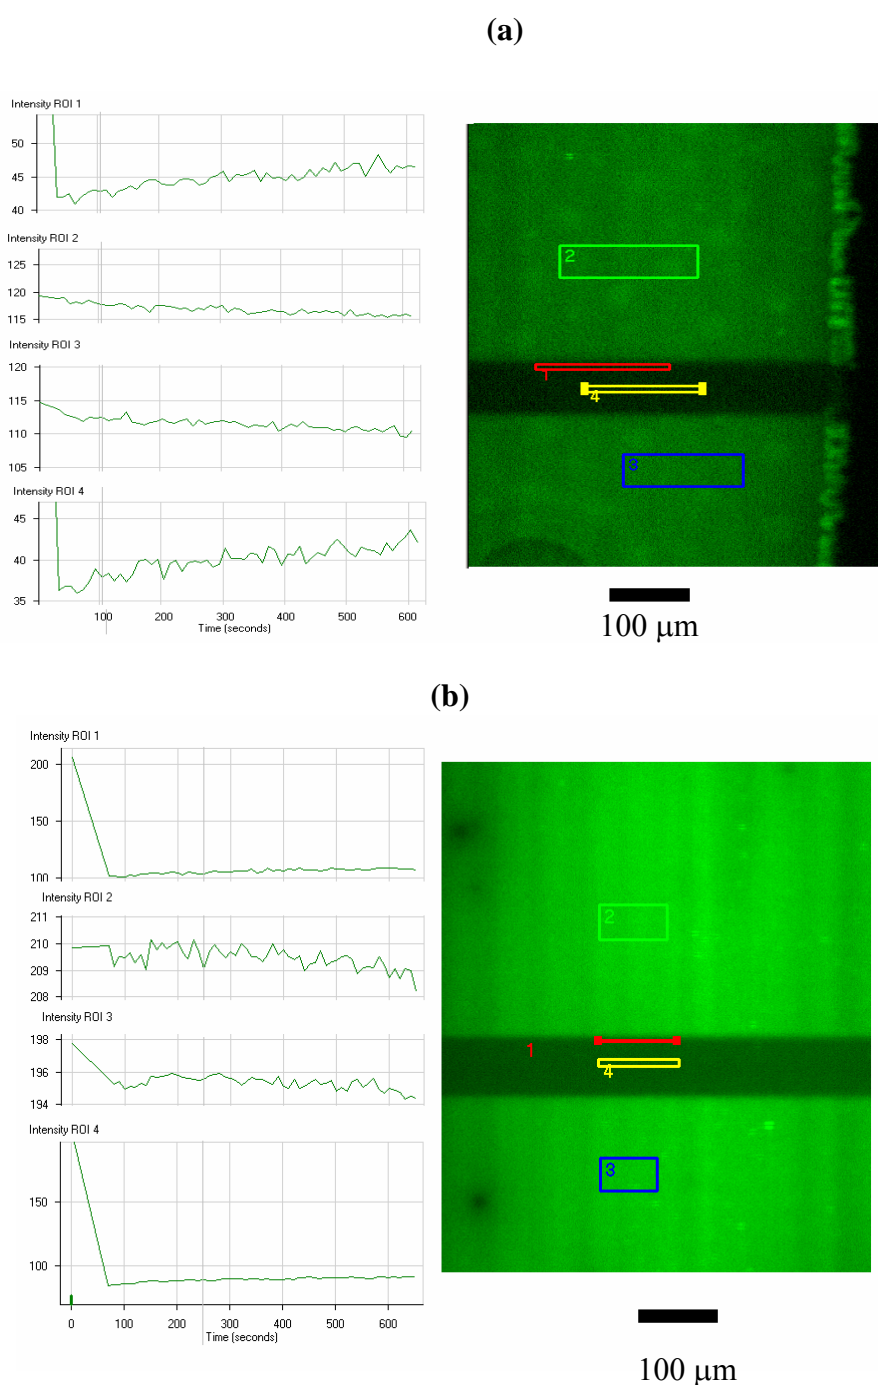 (a)
Intensity ROI 1
50
45
40
Intensity ROI 2
125
120
115
Intensity ROI 3
120
115
110
105
Intensity ROI 4
45
40
35
100 200 300 400 500 600
Time (seconds)
2
1
4
3
100 μm
(b)
Intensity ROI 1
200
150
100
Intensity ROI 2
211
210
209
208
Intensity ROI 3
198
196
194
Intensity ROI 4
150
100
0 100 200 300 400 500 600
Time (seconds)
2
1
4
3
100 μm